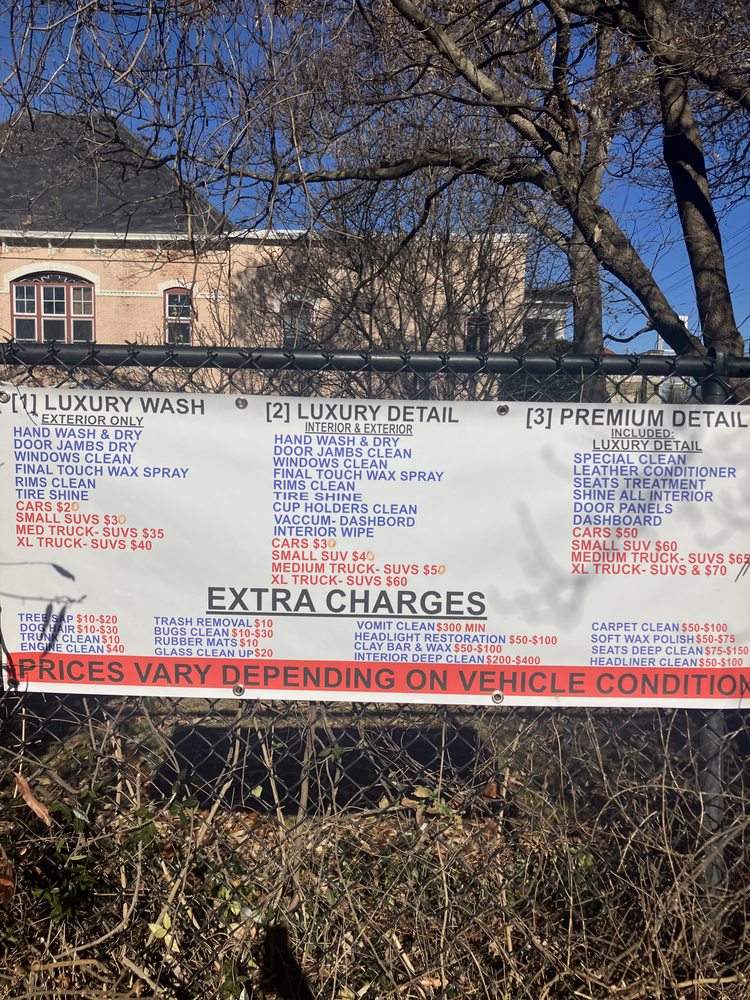 [1] LUXURY WASH
EXTERIOR ONLY
HAND WASH & DRY
DOOR JAMBS DRY
WINDOWS CLEAN
FINAL TOUCH WAX SPRAY
RIMS CLEAN
TIRE SHINE
CARS $20
SMALL SUVS $30
MED TRUCK- SUVS $35
XL TRUCK- SUVS $40
[2] LUXURY DETAIL
INTERIOR & EXTERIOR
HAND WASH & DRY
DOOR JAMBS CLEAN
WINDOWS CLEAN
FINAL TOUCH WAX SPRAY
RIMS CLEAN
TIRE SHINE
CUP HOLDERS CLEAN
VACCUM- DASHBORD
INTERIOR WIPE
CARS $30
SMALL SUV $40
MEDIUM TRUCK- SUVS $50
XL TRUCK- SUVS $60
[3] PREMIUM DETAIL
INCLUDED:
LUXURY DETAIL
SPECIAL CLEAN
LEATHER CONDITIONER
SEATS TREATMENT
SHINE ALL INTERIOR
DOOR PANELS
DASHBOARD
CARS $50
SMALL SUV $60
MEDIUM TRUCK- SUVS $65
XL TRUCK- SUVS & $70
EXTRA CHARGES
TREE SAP $10-$20
DOG HAIR $10-$30
TRUNK CLEAN $10
ENGINE CLEAN $40
TRASH REMOVAL $10
BUGS CLEAN $10-$30
RUBBER MATS $10
GLASS CLEAN UP $20
VOMIT CLEAN $300 MIN
HEADLIGHT RESTORATION $50-$100
CLAY BAR & WAX $50-$100
INTERIOR DEEP CLEAN $200-$400
CARPET CLEAN $50-$100
SOFT WAX POLISH $50-$75
SEATS DEEP CLEAN $75-$150
HEADLINER CLEAN $50-$100
PRICES VARY DEPENDING ON VEHICLE CONDITION